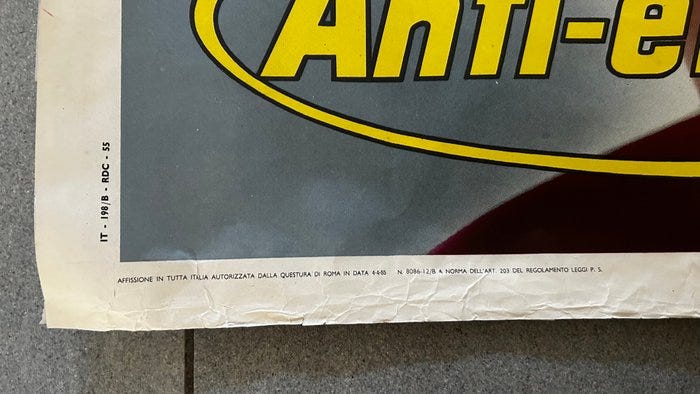 Anti-e
IT - 198/B - RDC - 55
AFFISSIONE IN TUTTA ITALIA AUTORIZZATA DALLA QUESTURA DI ROMA IN DATA 4-4-55 N. 8086-12/B A NORMA DELL'ART. 203 DEL REGOLAMENTO LEGGI P. S.